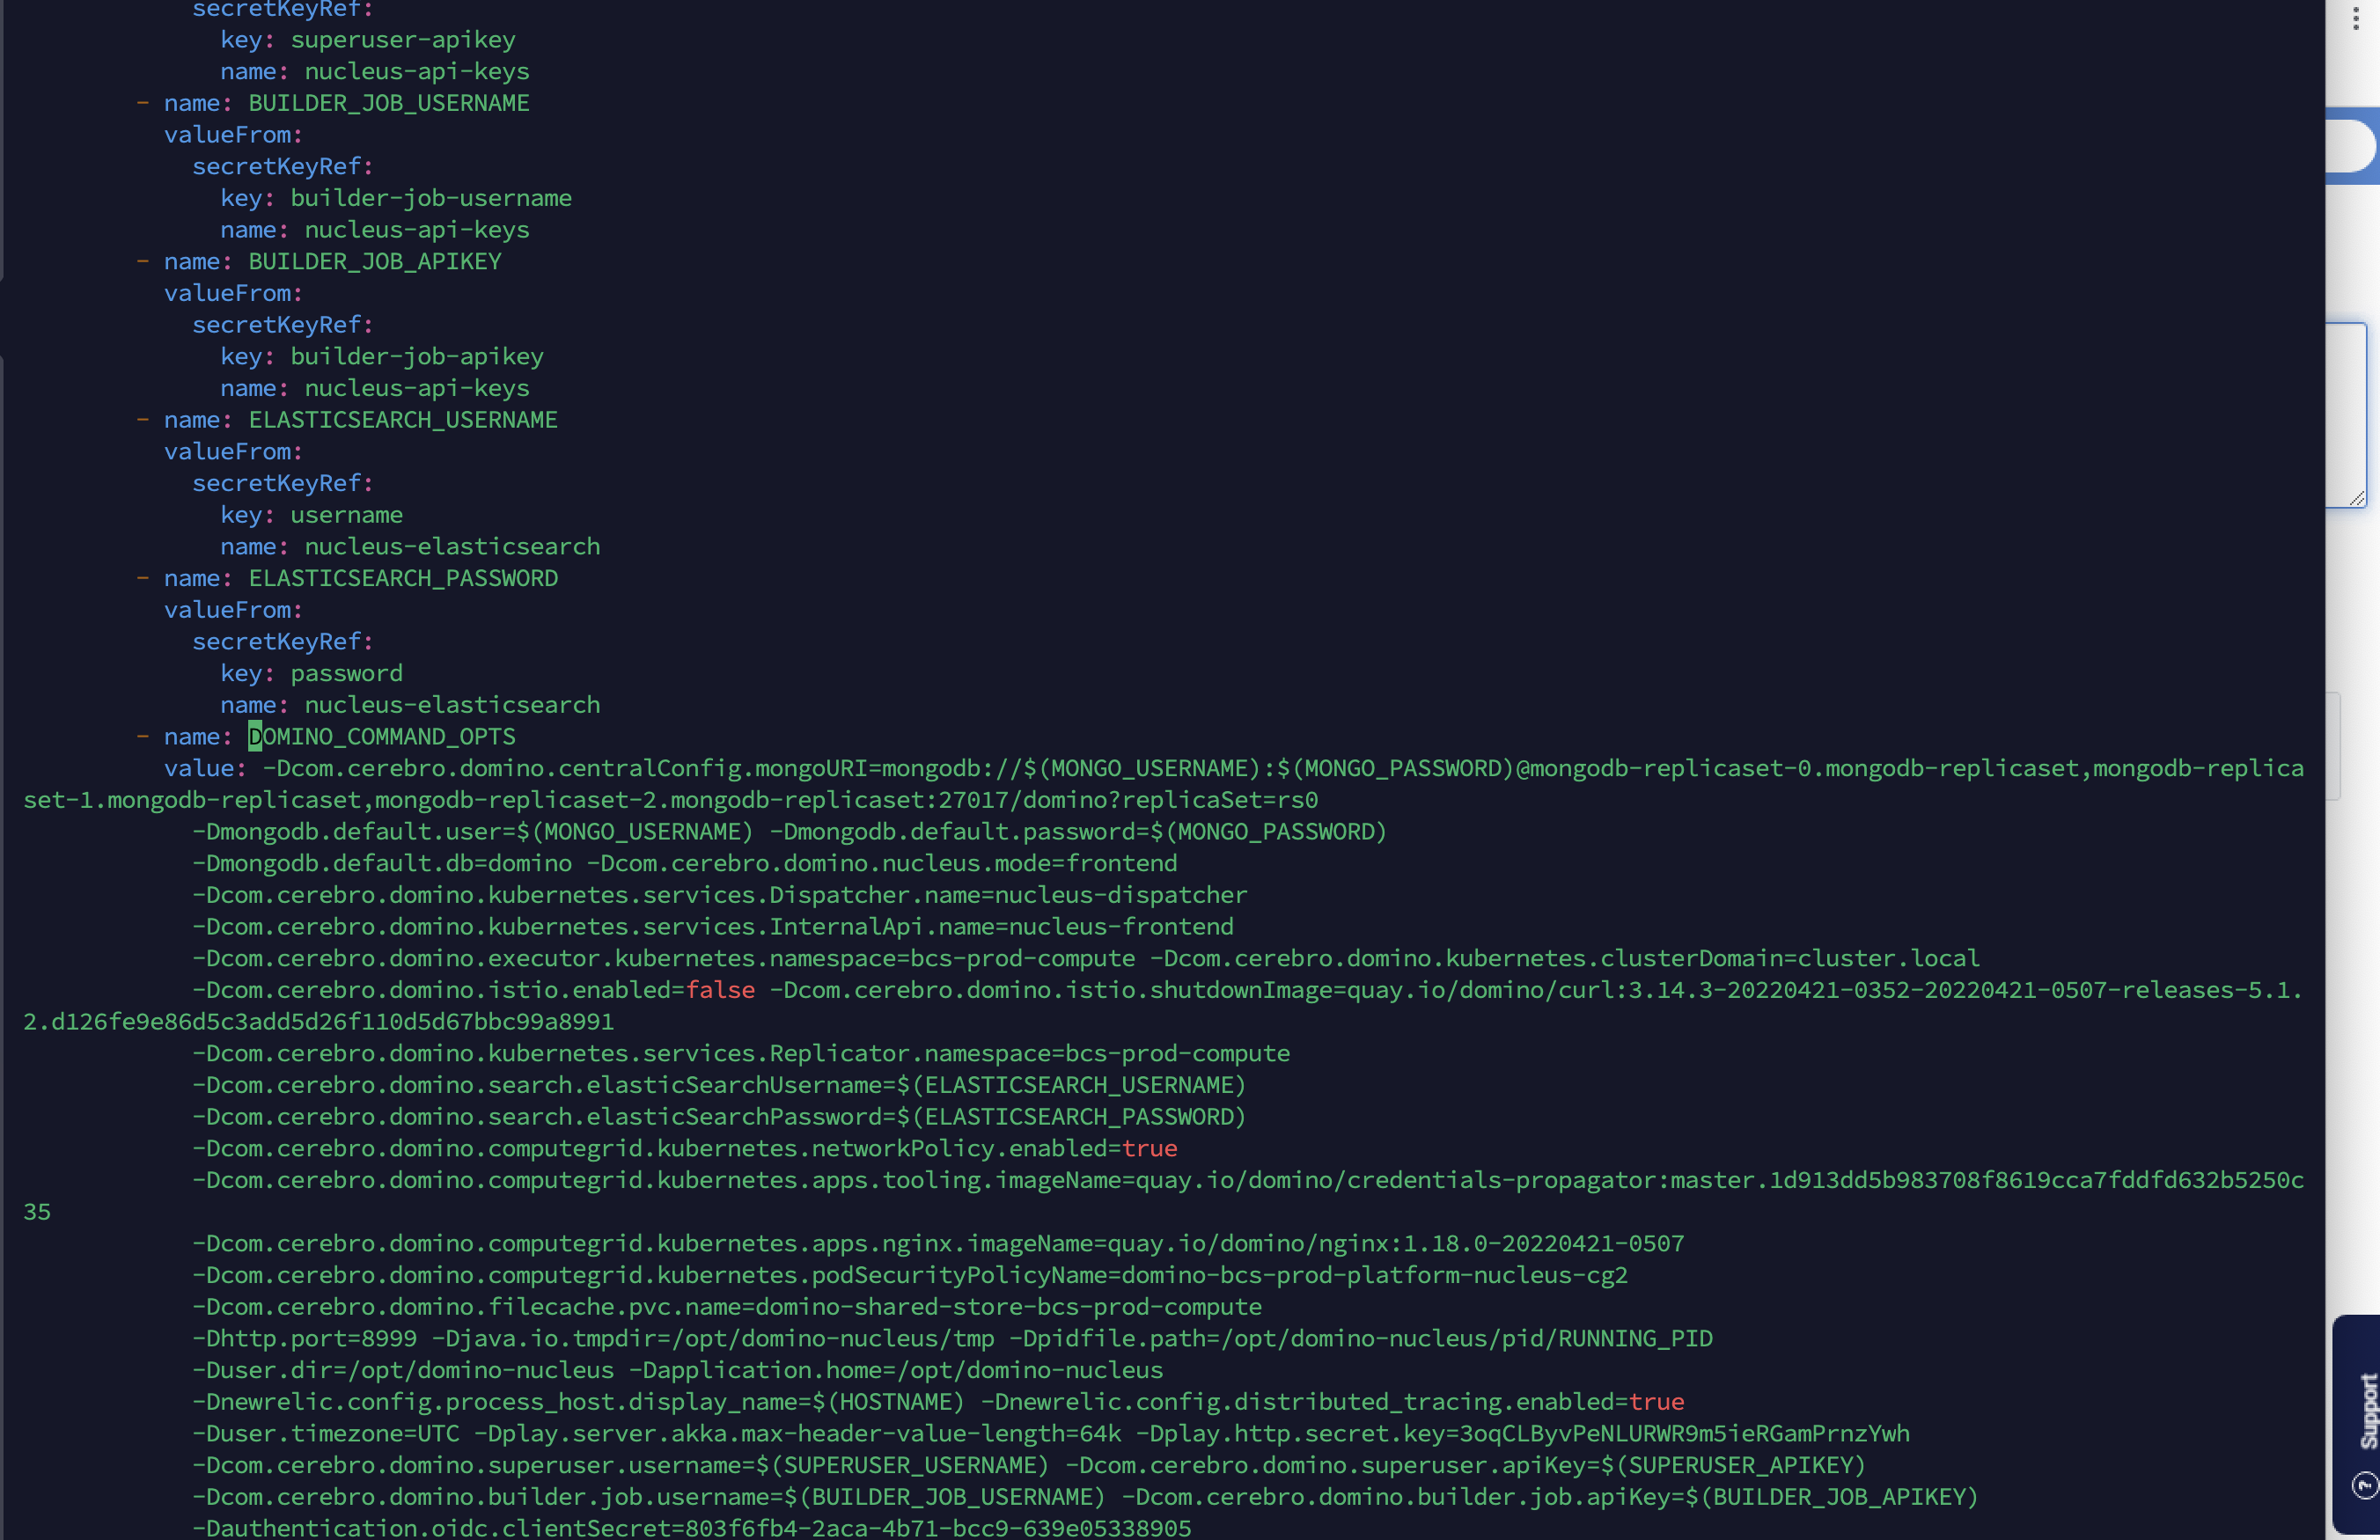 secretKeyRef:
key: superuser-apikey
name: nucleus-api-keys
- name: BUILDER_JOB_USERNAME
valueFrom:
secretKeyRef:
key: builder-job-username
name: nucleus-api-keys
- name: BUILDER_JOB_APIKEY
valueFrom:
secretKeyRef:
key: builder-job-apikey
name: nucleus-api-keys
- name: ELASTICSEARCH_USERNAME
valueFrom:
secretKeyRef:
key: username
name: nucleus-elasticsearch
- name: ELASTICSEARCH_PASSWORD
valueFrom:
secretKeyRef:
key: password
name: nucleus-elasticsearch
- name: DOMINO_COMMAND_OPTS
value: -Dcom.cerebro.domino.centralConfig.mongoURI=mongodb://$(MONGO_USERNAME):$(MONGO_PASSWORD)@mongodb-replicaset-0.mongodb-replicaset,mongodb-replica
set-1.mongodb-replicaset,mongodb-replicaset-2.mongodb-replicaset:27017/domino?replicaSet=rs0
-Dmongodb.default.user=$(MONGO_USERNAME) -Dmongodb.default.password=$(MONGO_PASSWORD)
-Dmongodb.default.db=domino -Dcom.cerebro.domino.nucleus.mode=frontend
-Dcom.cerebro.domino.kubernetes.services.Dispatcher.name=nucleus-dispatcher
-Dcom.cerebro.domino.kubernetes.services.InternalApi.name=nucleus-frontend
-Dcom.cerebro.domino.executor.kubernetes.namespace=bcs-prod-compute -Dcom.cerebro.domino.kubernetes.clusterDomain=cluster.local
-Dcom.cerebro.domino.istio.enabled=false -Dcom.cerebro.domino.istio.shutdownImage=quay.io/domino/curl:3.14.3-20220421-0352-20220421-0507-releases-5.1.
2.d126fe9e86d5c3add5d26f110d5d67bbc99a8991
-Dcom.cerebro.domino.kubernetes.services.Replicator.namespace=bcs-prod-compute
-Dcom.cerebro.domino.search.elasticSearchUsername=$(ELASTICSEARCH_USERNAME)
-Dcom.cerebro.domino.search.elasticSearchPassword=$(ELASTICSEARCH_PASSWORD)
-Dcom.cerebro.domino.computegrid.kubernetes.networkPolicy.enabled=true
-Dcom.cerebro.domino.computegrid.kubernetes.apps.tooling.imageName=quay.io/domino/credentials-propagator:master.1d913dd5b983708f8619cca7fddfd632b5250c
35
-Dcom.cerebro.domino.computegrid.kubernetes.apps.nginx.imageName=quay.io/domino/nginx:1.18.0-20220421-0507
-Dcom.cerebro.domino.computegrid.kubernetes.podSecurityPolicyName=domino-bcs-prod-platform-nucleus-cg2
-Dcom.cerebro.domino.filecache.pvc.name=domino-shared-store-bcs-prod-compute
-Dhttp.port=8999 -Djava.io.tmpdir=/opt/domino-nucleus/tmp -Dpidfile.path=/opt/domino-nucleus/pid/RUNNING_PID
-Duser.dir=/opt/domino-nucleus -Dapplication.home=/opt/domino-nucleus
-Dnewrelic.config.process_host.display_name=$(HOSTNAME) -Dnewrelic.config.distributed_tracing.enabled=true
-Duser.timezone=UTC -Dplay.server.akka.max-header-value-length=64k -Dplay.http.secret.key=3oqCLByvPeNLURWR9m5ieRGamPrnzYwh
-Dcom.cerebro.domino.superuser.username=$(SUPERUSER_USERNAME) -Dcom.cerebro.domino.superuser.apiKey=$(SUPERUSER_APIKEY)
-Dcom.cerebro.domino.builder.job.username=$(BUILDER_JOB_USERNAME) -Dcom.cerebro.domino.builder.job.apiKey=$(BUILDER_JOB_APIKEY)
-Dauthentication.oidc.clientSecret=803f6fb4-2aca-4b71-bcc9-639e05338905
Support